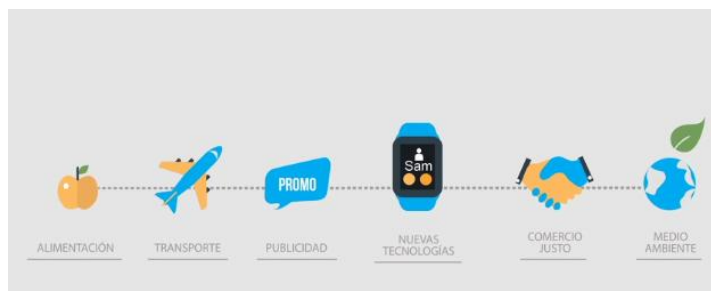 PROMO
Sam
ALIMENTACIÓN
TRANSPORTE
PUBLICIDAD
NUEVAS
TECNOLOGÍAS
COMERCIO
JUSTO
MEDIO
AMBIENTE